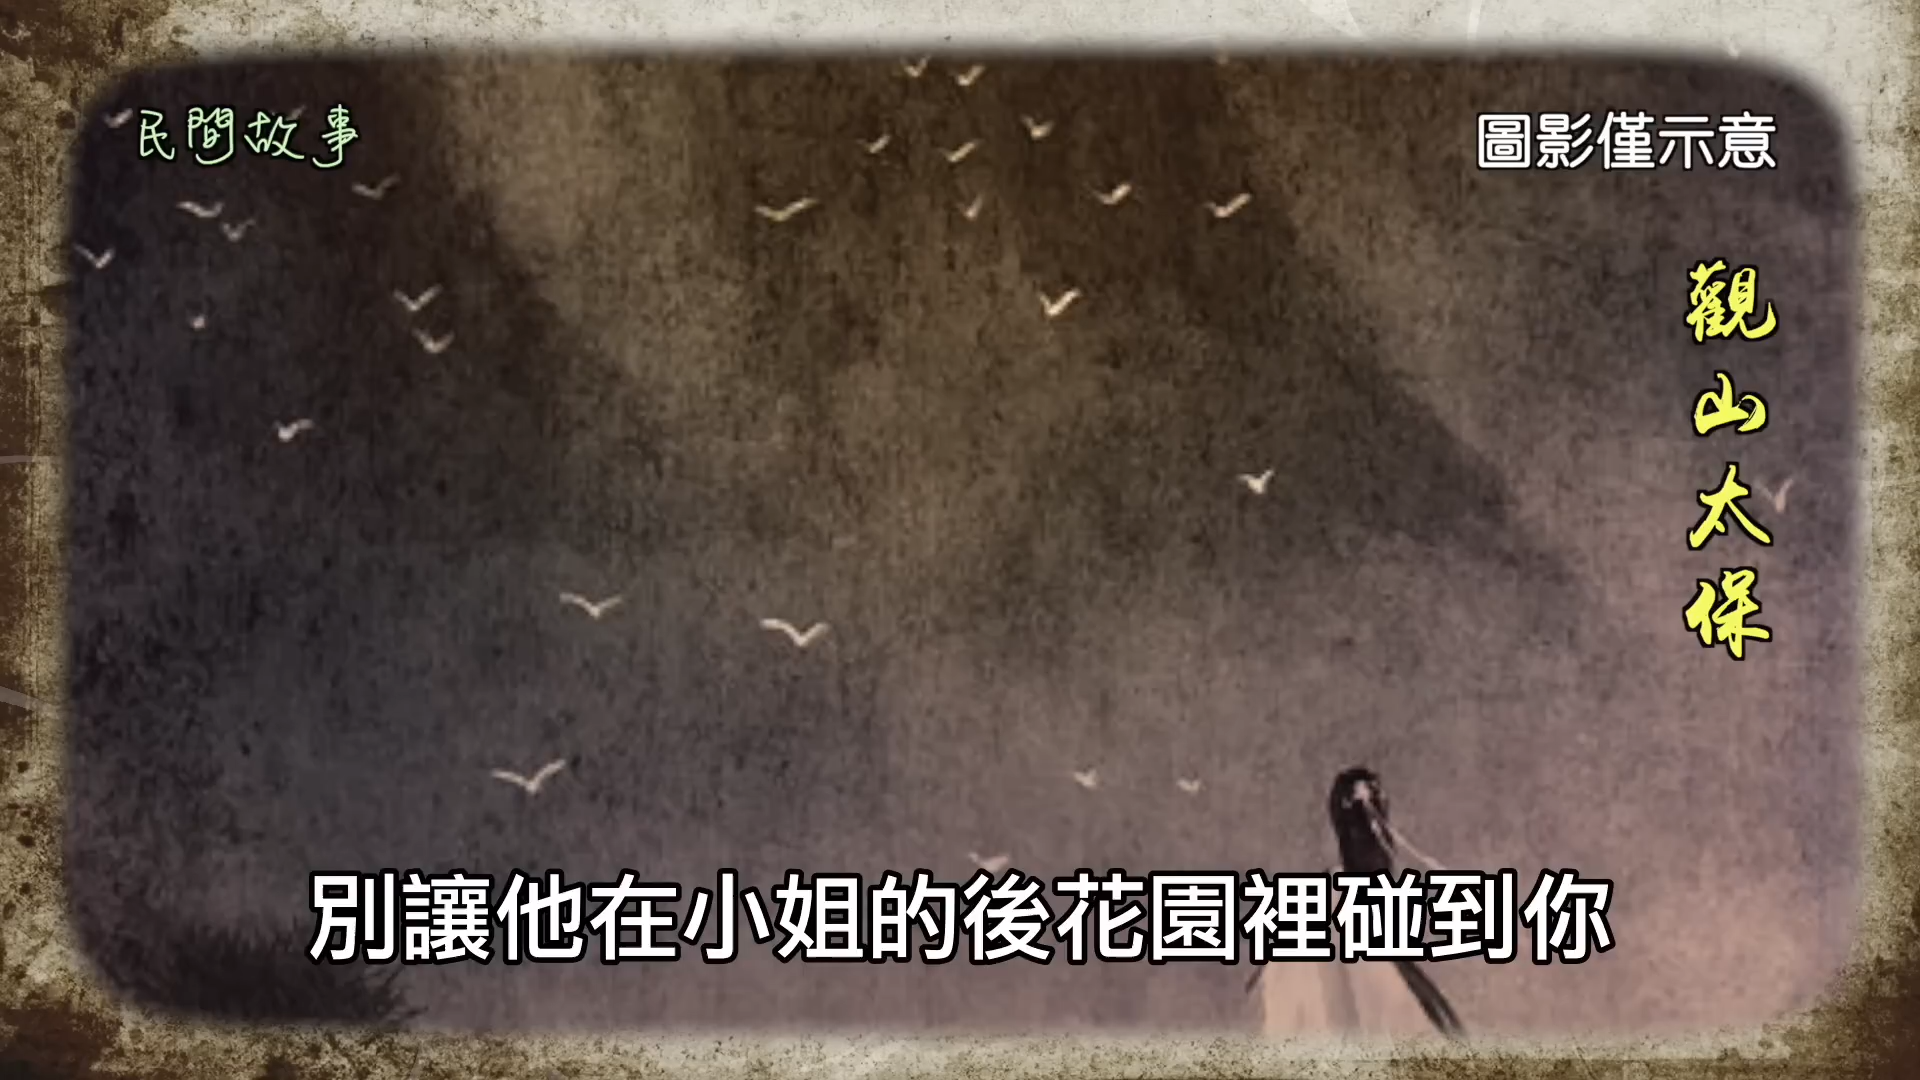 民間故事
圖影僅示意
觀山太保
別讓他在小姐的後花園裡碰到你